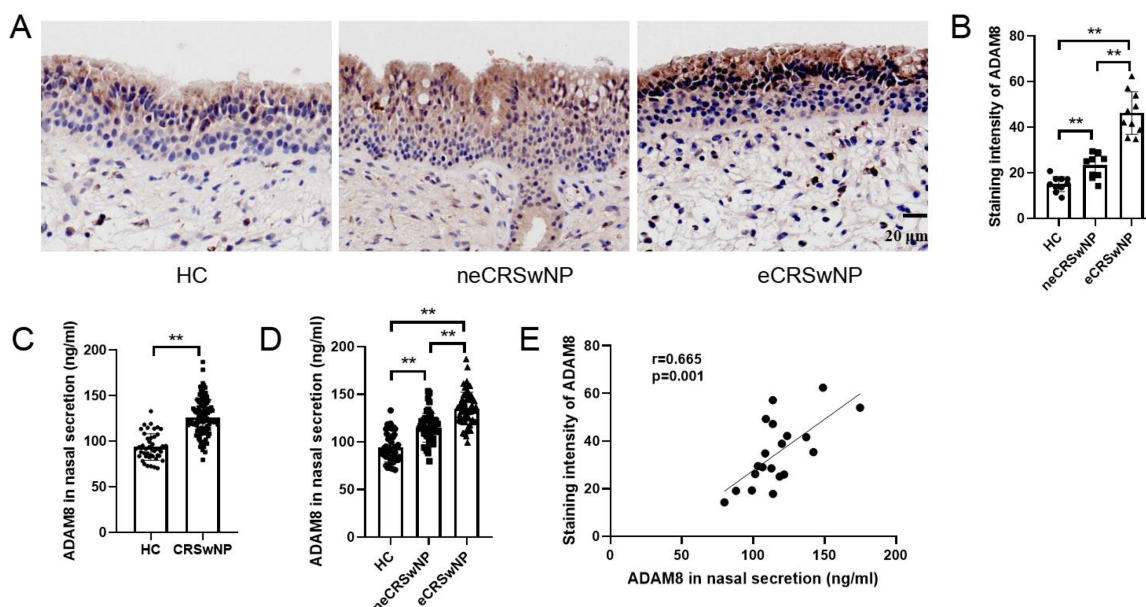 A
20 μm
HC
neCRSwNP
eCRSwNP
B
Staining intensity of ADAM8
80
60
40
20
0
**
**
**
HC
neCRSwNP
eCRSwNP
C
ADAM8 in nasal secretion (ng/ml)
200
150
100
50
0
**
HC
CRSwNP
D
ADAM8 in nasal secretion (ng/ml)
200
150
100
50
0
**
**
**
HC
neCRSwNP
eCRSwNP
E
Staining intensity of ADAM8
80
60
40
20
0
r=0.665
p=0.001
0
50
100
150
200
ADAM8 in nasal secretion (ng/ml)